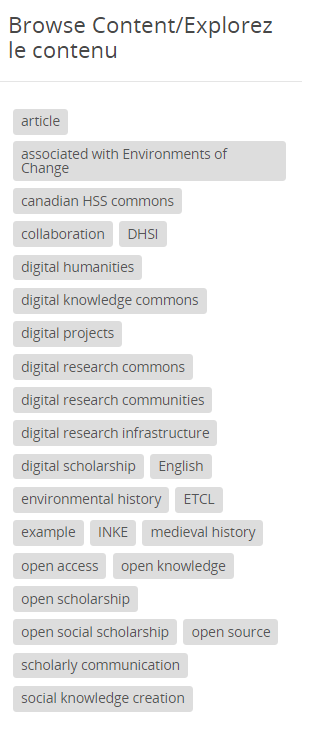 Browse Content/Explorez
le contenu
article
associated with Environments of
Change
canadian HSS commons
collaboration DHSI
digital humanities
digital knowledge commons
digital projects
digital research commons
digital research communities
digital research infrastructure
digital scholarship English
environmental history ETCL
example INKE medieval history
open access open knowledge
open scholarship
open social scholarship open source
scholarly communication
social knowledge creation